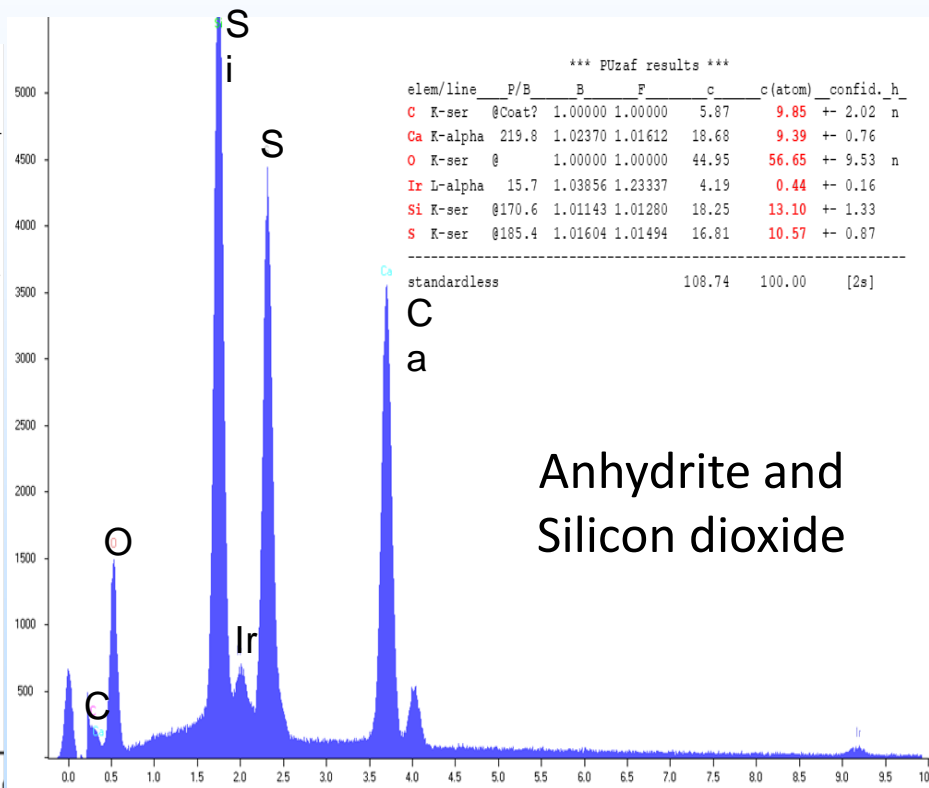 S
i
S
C
a
O
Ir
C
Ca
O
Ir
Anhydrite and
Silicon dioxide
*** PUzaf results ***
elem/line____P/B______B______F________c______c(atom)__confid._h_
C K-ser @Coat? 1.00000 1.00000 5.87 9.85 +- 2.02 n
Ca K-alpha 219.8 1.02370 1.01612 18.68 9.39 +- 0.76
O K-ser @ 1.00000 1.00000 44.95 56.65 +- 9.53 n
Ir L-alpha 15.7 1.03856 1.23337 4.19 0.44 +- 0.16
Si K-ser @170.6 1.01143 1.01280 18.25 13.10 +- 1.33
S K-ser @185.4 1.01604 1.01494 16.81 10.57 +- 0.87
standardless 108.74 100.00 [2s]
5000
4500
4000
3500
3000
2500
2000
1500
1000
500
0.0 0.5 1.0 1.5 2.0 2.5 3.0 3.5 4.0 4.5 5.0 5.5 6.0 6.5 7.0 7.5 8.0 8.5 9.0 9.5 10